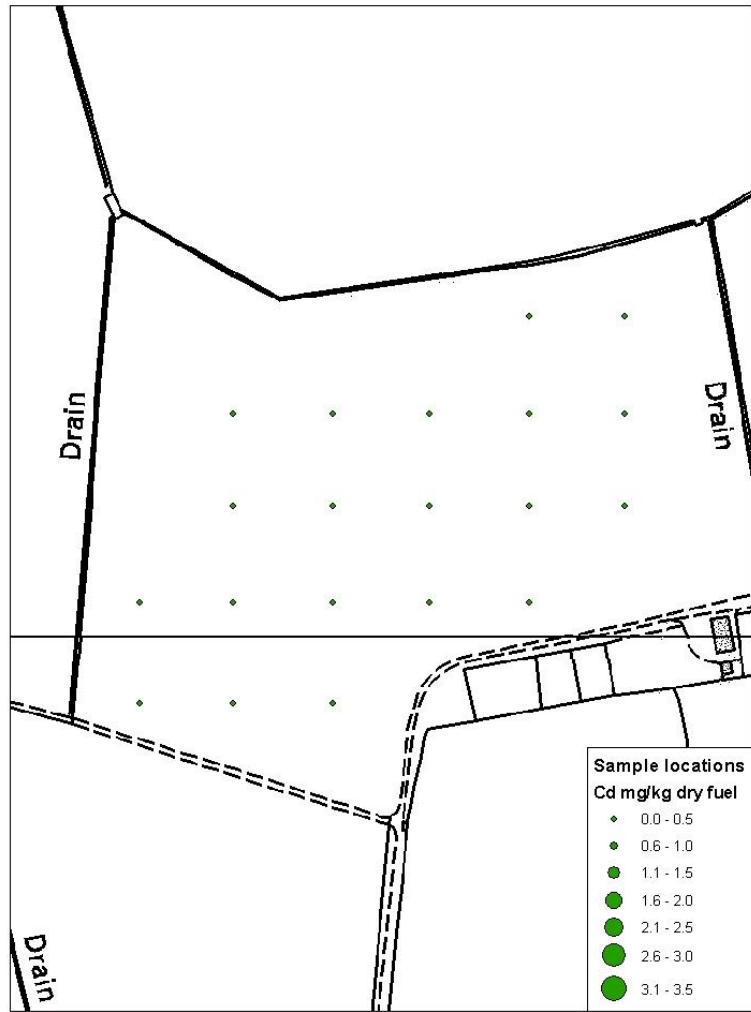 Drain
Drain
Drain
Sample locations
Cd mg/kg dry fuel
0.0 - 0.5
0.6 - 1.0
1.1 - 1.5
1.6 - 2.0
2.1 - 2.5
2.6 - 3.0
3.1 - 3.5